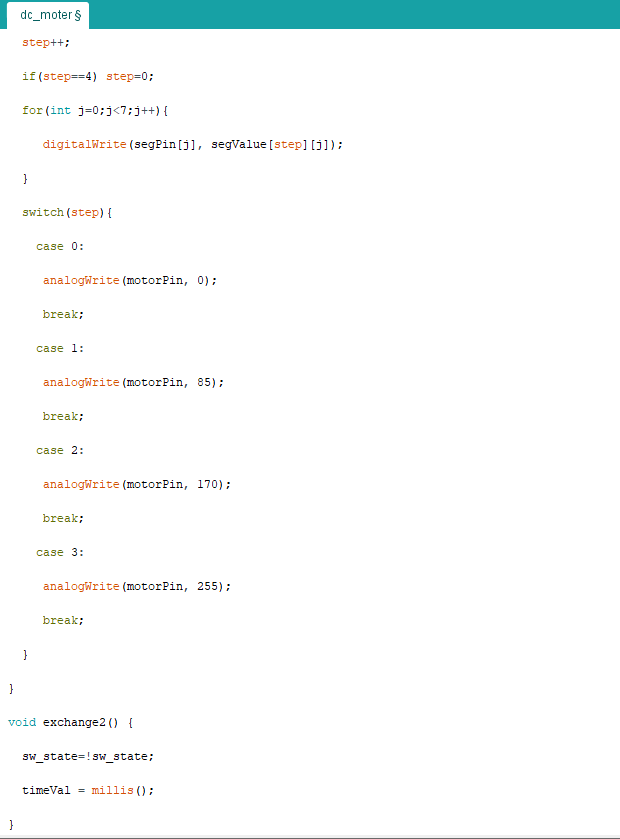 dc_moter §
step++;
if(step==4) step=0;
for(int j=0;j<7;j++){
digitalWrite(segPin[j], segValue[step][j]);
}
switch(step){
case 0:
analogWrite(motorPin, 0);
break;
case 1:
analogWrite(motorPin, 85);
break;
case 2:
analogWrite(motorPin, 170);
break;
case 3:
analogWrite(motorPin, 255);
break;
}
}
void exchange2() {
sw_state=!sw_state;
timeVal = millis();
}